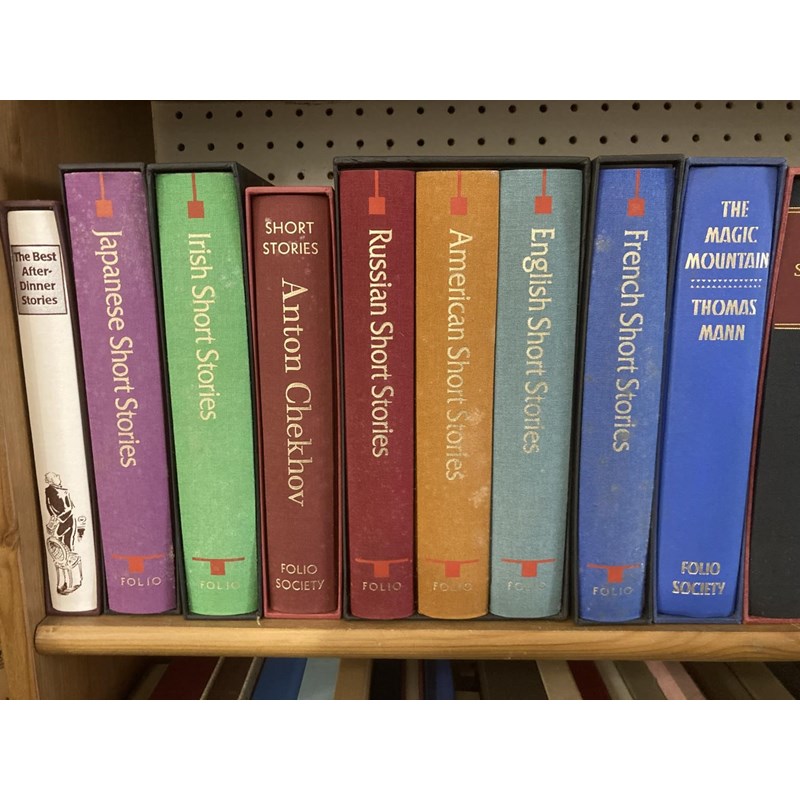 The Best
After-
Dinner
Stories
Japanese Short Stories
FOLIO
Irish Short Stories
FOLIO
SHORT
STORIES
Anton Chekhov
FOLIO
SOCIETY
Russian Short Stories
FOLIO
American Short Stories
FOLIO
English Short Stories
FOLIO
French Short Stories
FOLIO
THE
MAGIC
MOUNTAIN
THOMAS
MANN
FOLIO
SOCIETY
S